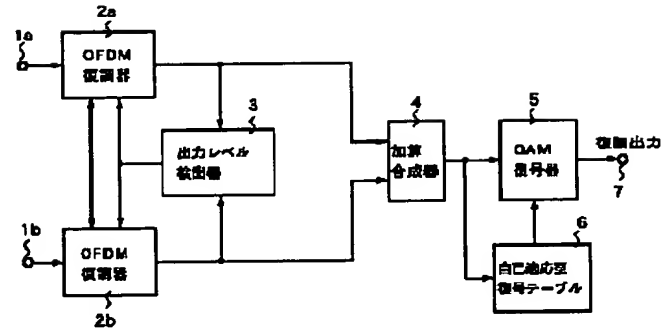 2a
1a
OFDM
復調器
3
出力レベル
検出器
4
加算
合成器
5
QAM
復号器
復調出力
7
6
自己適応型
復号テーブル
1b
OFDM
復調器
2b